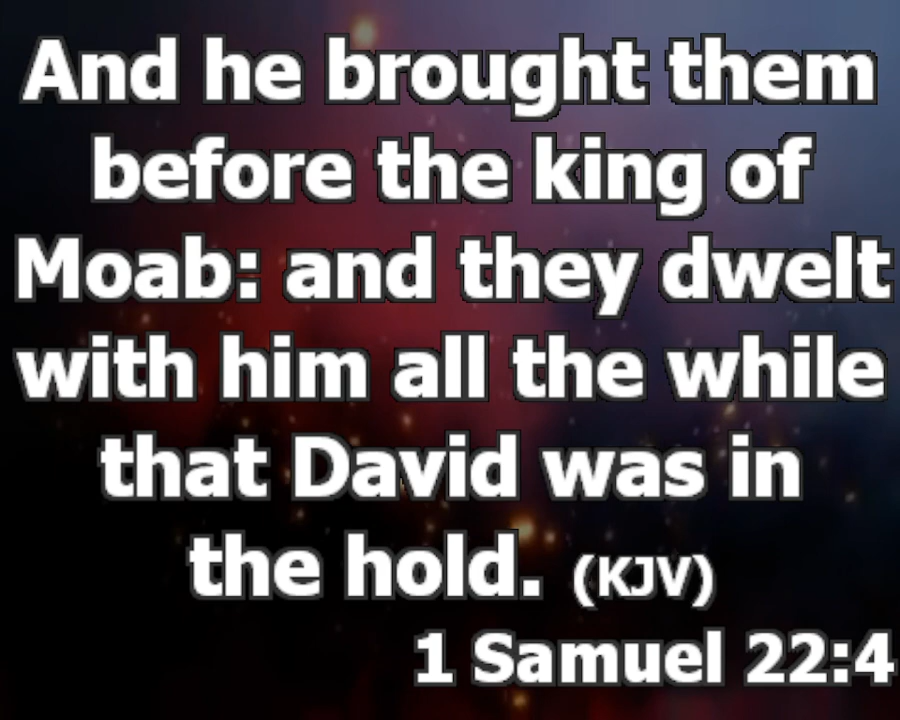 And he brought them
before the king of
Moab: and they dwelt
with him all the while
that David was in
the hold. (KJV)
1 Samuel 22:4